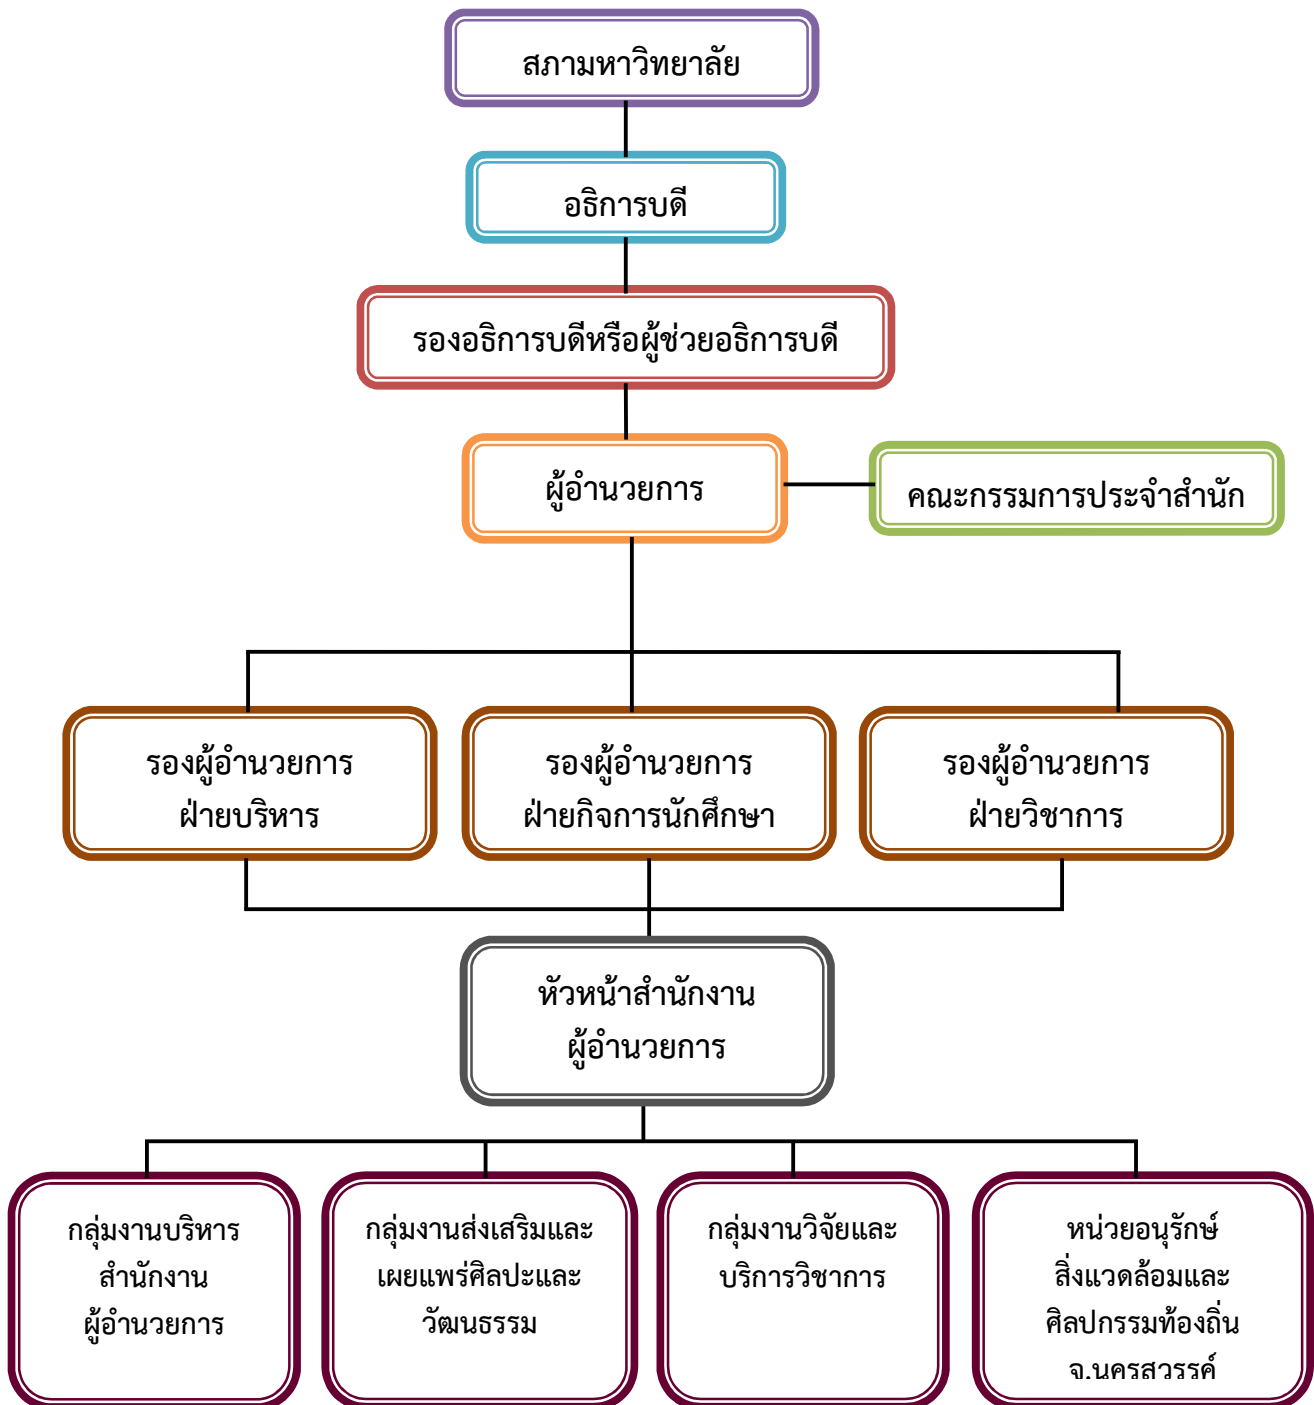 สภามหาวิทยาลัย
อธิการบดี
รองอธิการบดีหรือผู้ช่วยอธิการบดี
ผู้อำนวยการ
คณะกรรมการประจำสำนัก
รองผู้อำนวยการ
ฝ่ายบริหาร
รองผู้อำนวยการ
ฝ่ายกิจการนักศึกษา
รองผู้อำนวยการ
ฝ่ายวิชาการ
หัวหน้าสำนักงาน
ผู้อำนวยการ
กลุ่มงานบริหาร
สำนักงาน
ผู้อำนวยการ
กลุ่มงานส่งเสริมและ
เผยแพร่ศิลปะและ
วัฒนธรรม
กลุ่มงานวิจัยและ
บริการวิชาการ
หน่วยอนุรักษ์
สิ่งแวดล้อมและ
ศิลปกรรมท้องถิ่น
จ.นครสวรรค์